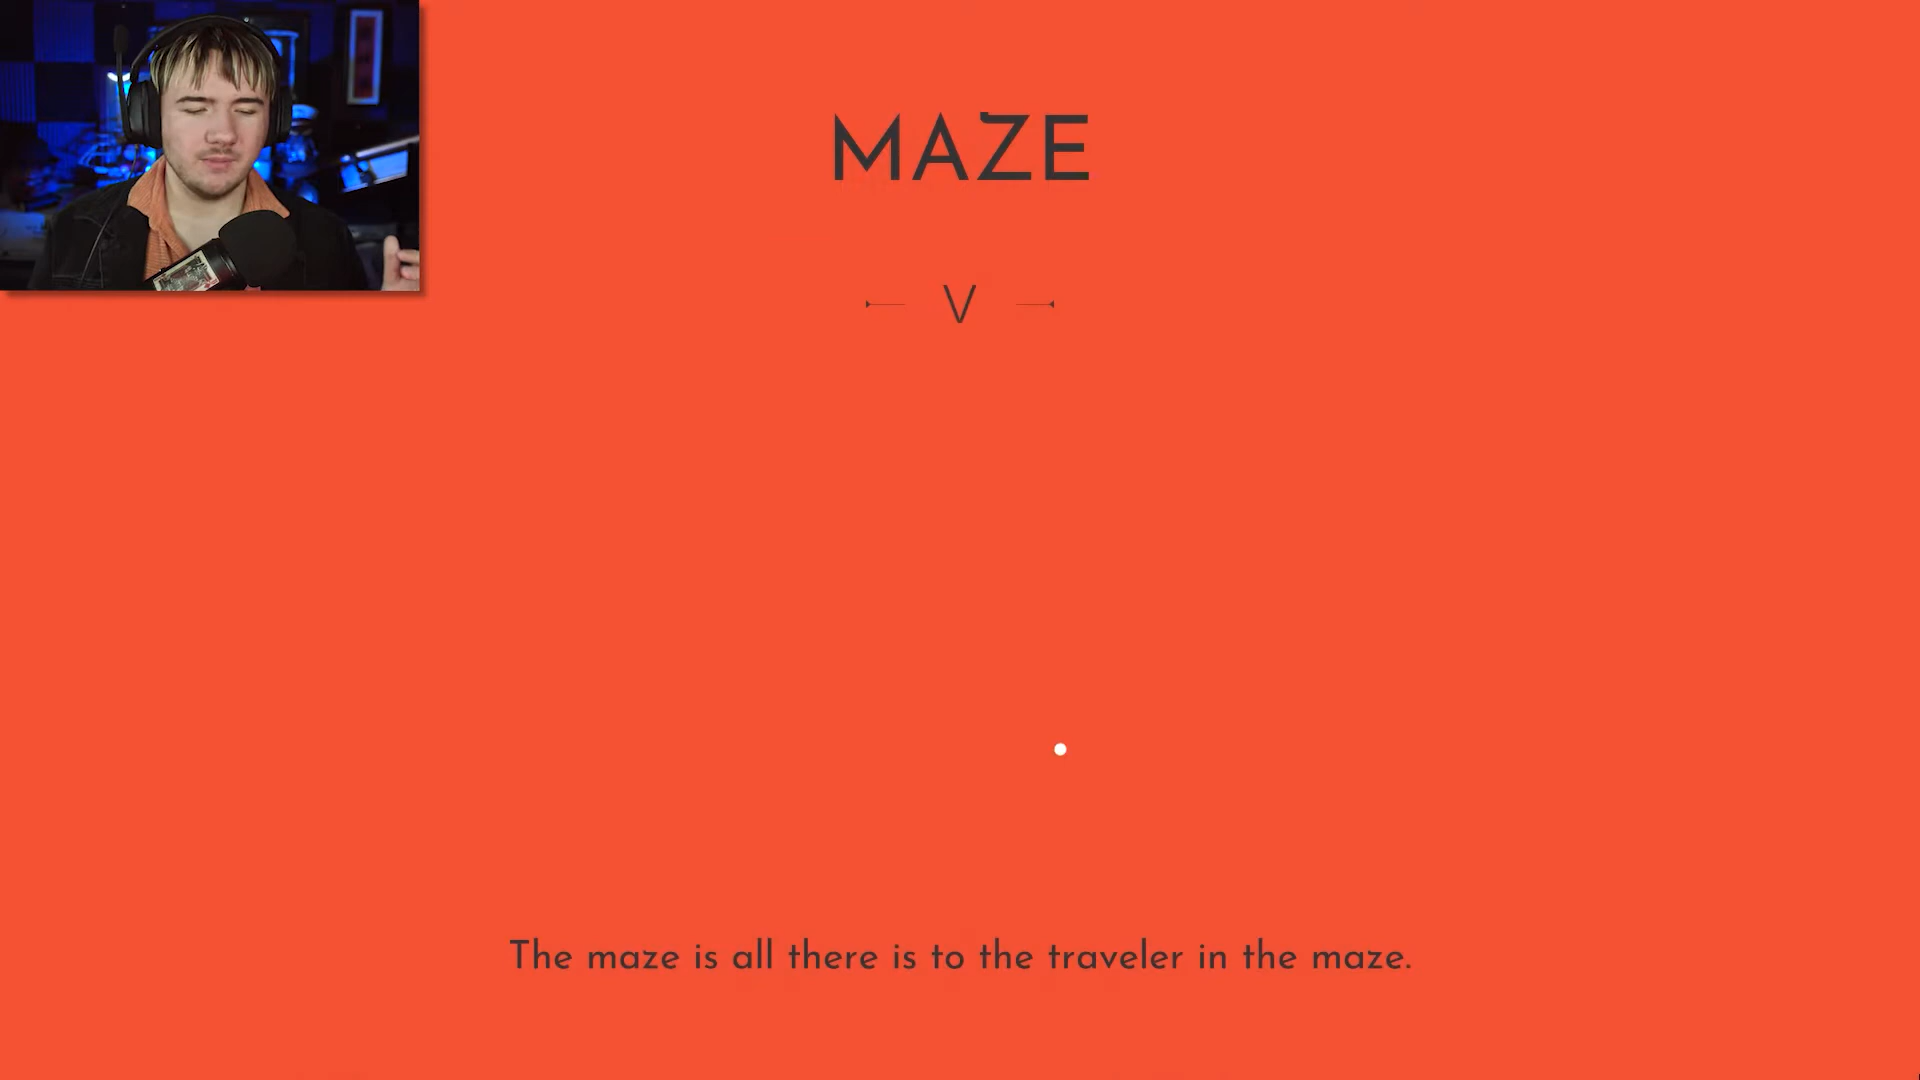 MAZE
V
The maze is all there is to the traveler in the maze.